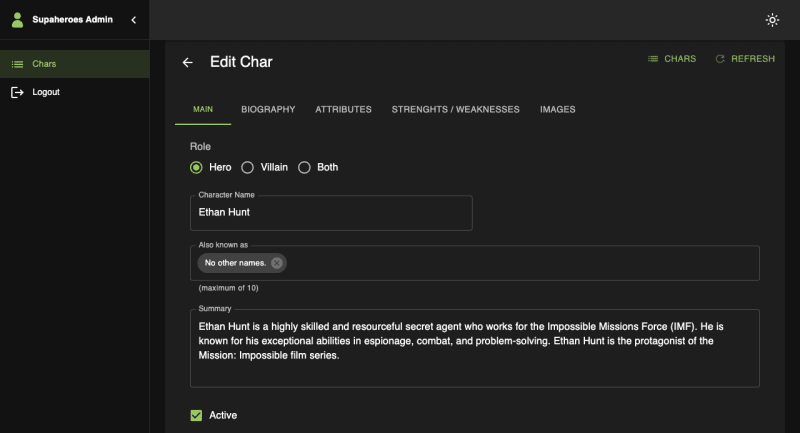 Supaheroes Admin
Chars
Logout
Edit Char
CHARS
REFRESH
MAIN
BIOGRAPHY
ATTRIBUTES
STRENGHTS / WEAKNESSES
IMAGES
Role
Hero
Villain
Both
Character Name
Ethan Hunt
Also known as
No other names.
(maximum of 10)
Summary
Ethan Hunt is a highly skilled and resourceful secret agent who works for the Impossible Missions Force (IMF). He is
known for his exceptional abilities in espionage, combat, and problem-solving. Ethan Hunt is the protagonist of the
Mission: Impossible film series.
Active